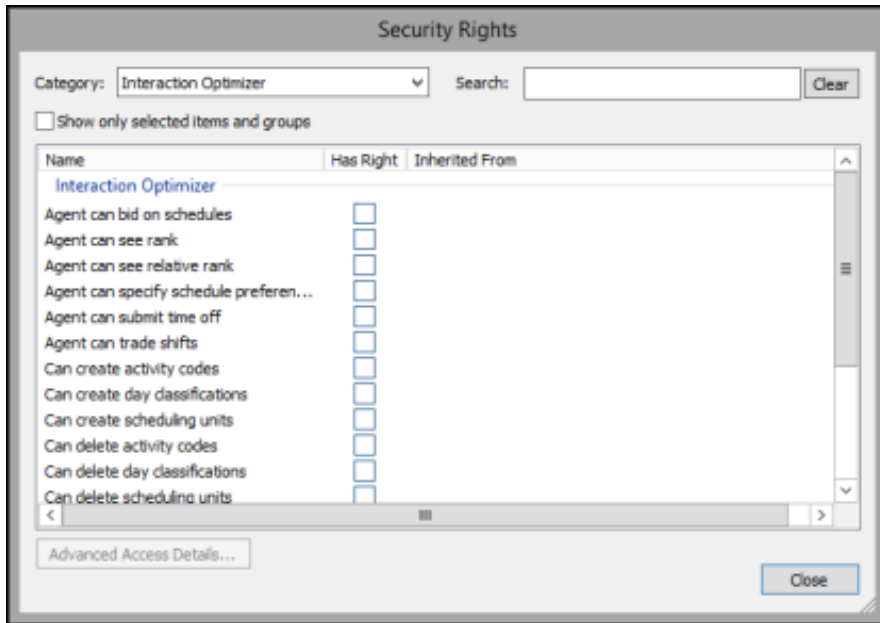 Security Rights
Category: Interaction Optimizer Search: Clear
Show only selected items and groups
Name Has Right Inherited From
Interaction Optimizer
Agent can bid on schedules
Agent can see rank
Agent can see relative rank
Agent can specify schedule preferen...
Agent can submit time off
Agent can trade shifts
Can create activity codes
Can create day classifications
Can create scheduling units
Can delete activity codes
Can delete day classifications
Can delete scheduling units
Advanced Access Details...
Close